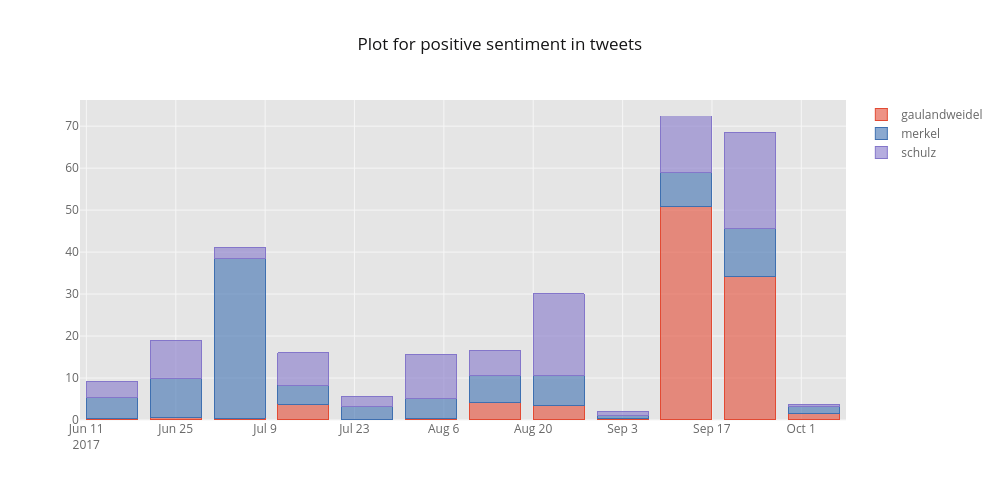 Plot for positive sentiment in tweets
gaulandweidel
merkel
schulz
70
60
50
40
30
20
10
0
Jun 11
2017
Jun 25
Jul 9
Jul 23
Aug 6
Aug 20
Sep 3
Sep 17
Oct 1